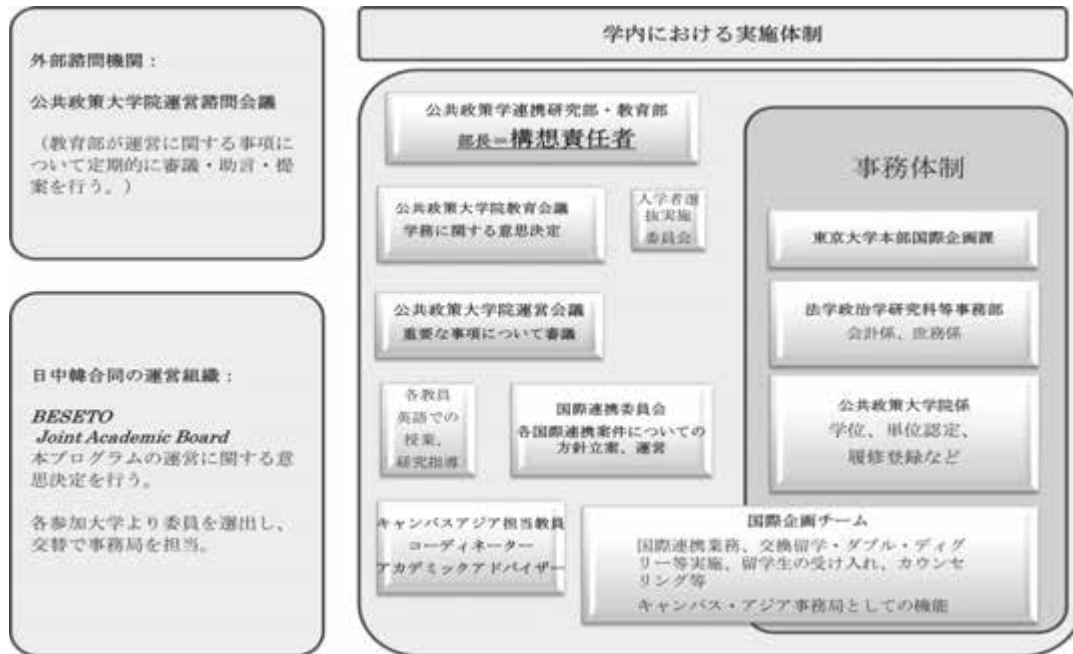 外部諮問機関：
公共政策大学院運営諮問会議
（教育部が運営に関する事項に
ついて定期的に審議・助言・提
案を行う。）
日中韓合同の運営組織：
BESETO
Joint Academic Board
本プログラムの運営に関する意
思決定を行う。
各参加大学より委員を選出し、
交替で事務局を担当。
学内における実施体制
公共政策学連携研究部・教育部
部長＝構想責任者
公共政策大学院教育会議
学務に関する意思決定
入学者選
抜実施
委員会
公共政策大学院運営会議
重要な事項について審議
各教員
英語での
授業、
研究指導
国際連携委員会
各国際連携案件についての
方針立案、運営
キャンパスアジア担当教員
コーディネーター
アカデミックアドバイザー
事務体制
東京大学本部国際企画課
法学政治学研究科等事務部
会計係、庶務係
公共政策大学院係
学位、単位認定、
履修登録など
国際企画チーム
国際連携業務、交換留学・ダブル・ディグ
リー等実施、留学生の受け入れ、カウンセ
リング等
キャンパス・アジア事務局としての機能